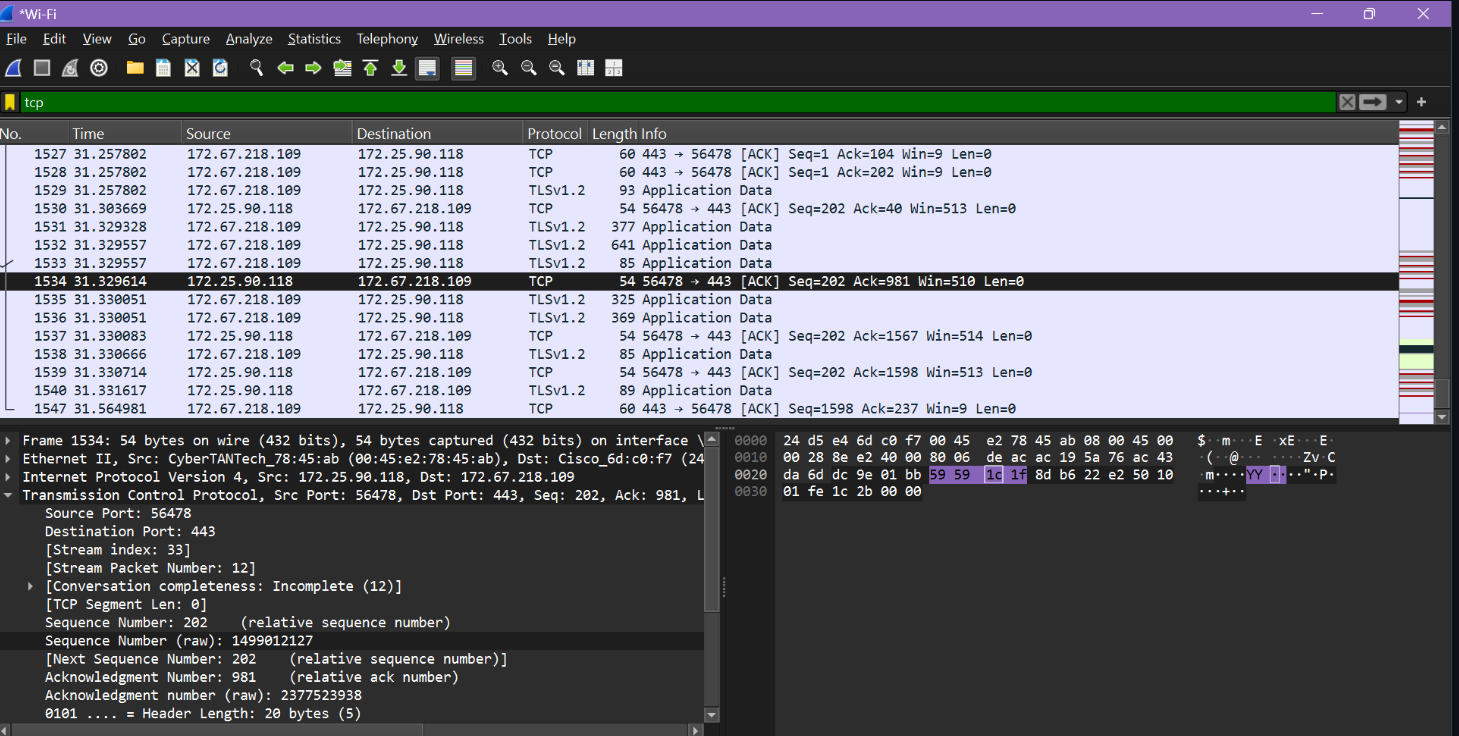 *Wi-Fi
File Edit View Go Capture Analyze Statistics Telephony Wireless Tools Help
tcp
No. Time Source Destination Protocol Length Info
1527 31.257802 172.67.218.109 172.25.90.118 TCP 60 443 → 56478 [ACK] Seq=1 Ack=104 Win=9 Len=0
1528 31.257802 172.67.218.109 172.25.90.118 TCP 60 443 → 56478 [ACK] Seq=1 Ack=202 Win=9 Len=0
1529 31.257802 172.67.218.109 172.25.90.118 TLSv1.2 93 Application Data
1530 31.303669 172.25.90.118 172.67.218.109 TCP 54 56478 → 443 [ACK] Seq=202 Ack=40 Win=513 Len=0
1531 31.329328 172.67.218.109 172.25.90.118 TLSv1.2 377 Application Data
1532 31.329557 172.67.218.109 172.25.90.118 TLSv1.2 641 Application Data
1533 31.329557 172.67.218.109 172.25.90.118 TLSv1.2 85 Application Data
1534 31.329614 172.25.90.118 172.67.218.109 TCP 54 56478 → 443 [ACK] Seq=202 Ack=981 Win=510 Len=0
1535 31.330051 172.67.218.109 172.25.90.118 TLSv1.2 325 Application Data
1536 31.330051 172.67.218.109 172.25.90.118 TLSv1.2 369 Application Data
1537 31.330083 172.25.90.118 172.67.218.109 TCP 54 56478 → 443 [ACK] Seq=202 Ack=1567 Win=514 Len=0
1538 31.330666 172.67.218.109 172.25.90.118 TLSv1.2 85 Application Data
1539 31.330714 172.25.90.118 172.67.218.109 TCP 54 56478 → 443 [ACK] Seq=202 Ack=1598 Win=513 Len=0
1540 31.331617 172.25.90.118 172.67.218.109 TLSv1.2 89 Application Data
1547 31.564981 172.67.218.109 172.25.90.118 TCP 60 443 → 56478 [ACK] Seq=1598 Ack=237 Win=9 Len=0
Frame 1534: 54 bytes on wire (432 bits), 54 bytes captured (432 bits) on interface \
Ethernet II, Src: CyberTANTech_78:45:ab (00:45:e2:78:45:ab), Dst: Cisco_6d:c0:f7 (24
Internet Protocol Version 4, Src: 172.25.90.118, Dst: 172.67.218.109
Transmission Control Protocol, Src Port: 56478, Dst Port: 443, Seq: 202, Ack: 981, L
Source Port: 56478
Destination Port: 443
[Stream index: 33]
[Stream Packet Number: 12]
[Conversation completeness: Incomplete (12)]
[TCP Segment Len: 0]
Sequence Number: 202 (relative sequence number)
Sequence Number (raw): 1499012127
[Next Sequence Number: 202 (relative sequence number)]
Acknowledgment Number: 981 (relative ack number)
Acknowledgment number (raw): 2377523938
0101 .... = Header Length: 20 bytes (5)
0000 24 d5 e4 6d c0 f7 00 45 e2 78 45 ab 08 00 45 00 $··m···E ·xE···E·
0010 00 28 8e e2 40 00 80 06 de ac ac 19 5a 76 ac 43 ·(··@··· ····Zv·C
0020 da 6d dc 9e 01 bb 59 59 1c 1f 8d b6 22 e2 50 10 ·m····YY ····"·P·
0030 01 fe 1c 2b 00 00 ···+··